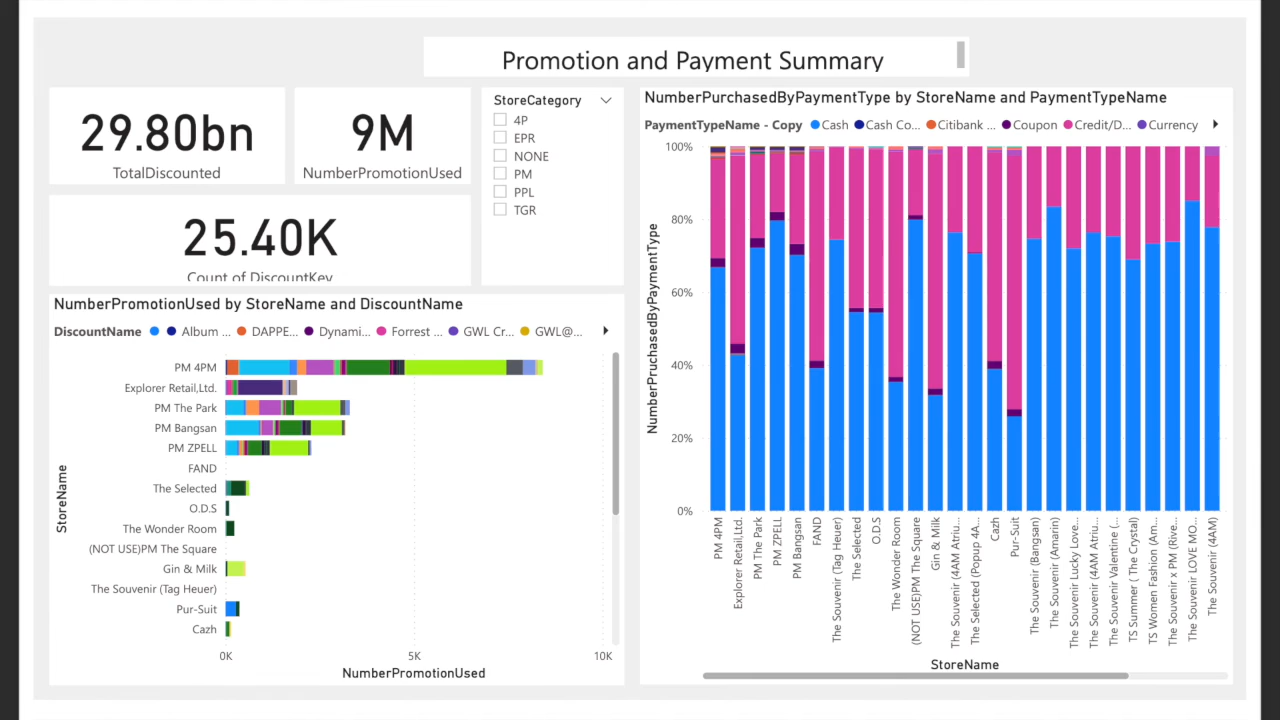 Promotion and Payment Summary
29.80bn
TotalDiscounted
9M
NumberPromotionUsed
25.40K
Count of DiscountKey
StoreCategory
4P
EPR
NONE
PM
PPL
TGR
NumberPromotionUsed by StoreName and DiscountName
DiscountName Album ... DAPPE... Dynami... Forrest ... GWL Cr... GWL@...
StoreName
PM 4PM
Explorer Retail,Ltd.
PM The Park
PM Bangsan
PM ZPELL
FAND
The Selected
O.D.S
The Wonder Room
(NOT USE)PM The Square
Gin & Milk
The Souvenir (Tag Heuer)
Pur-Suit
Cazh
0K 5K 10K
NumberPromotionUsed
NumberPurchasedByPaymentType by StoreName and PaymentTypeName
PaymentTypeName - Copy Cash Cash Co... Citibank ... Coupon Credit/D... Currency
NumberPruchasedByPaymentType
100%
80%
60%
40%
20%
0%
PM 4PM
Explorer Retail,Ltd.
PM The Park
PM ZPELL
PM Bangsan
FAND
The Souvenir (Tag Heuer)
The Selected
O.D.S
The Wonder Room
(NOT USE)PM The Square
Gin & Milk
The Souvenir (4AM Atriu...
The Selected (Popup 4A...
Cazh
Pur-Suit
The Souvenir (Bangsan)
The Souvenir (Amarin)
The Souvenir Lucky Love...
The Souvenir (4AM Atriu...
The Souvenir Valentine (...
TS Summer ( The Crystal)
TS Women Fashion (Am...
The Souvenir x PM (Rive...
The Souvenir LOVE MO...
The Souvenir (4AM)
StoreName